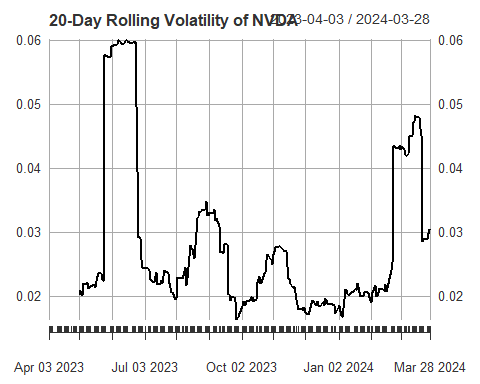 20-Day Rolling Volatility of NVDA 2023-04-03 / 2024-03-28
0.06 0.06
0.05 0.05
0.04 0.04
0.03 0.03
0.02 0.02
Apr 03 2023 Jul 03 2023 Oct 02 2023 Jan 02 2024 Mar 28 2024